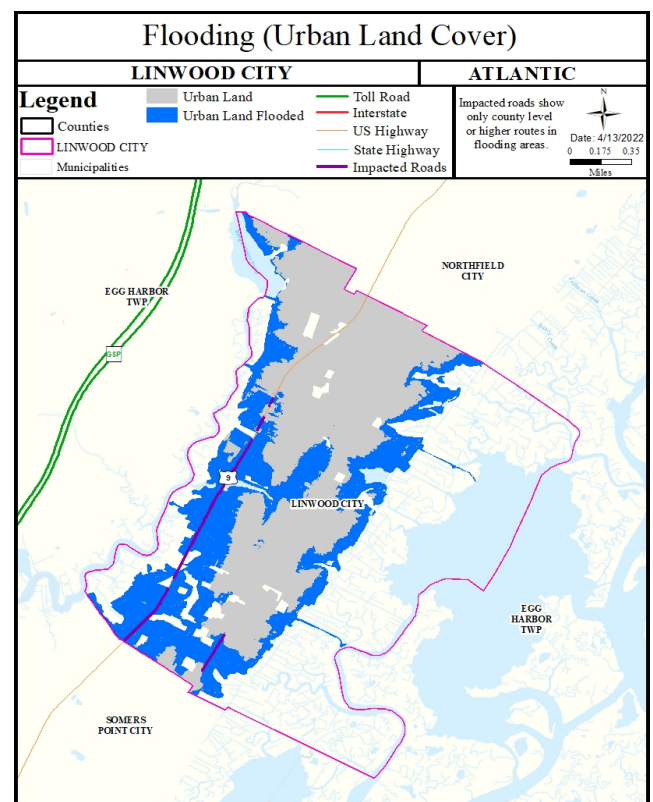 Flooding (Urban Land Cover)
LINWOOD CITY
ATLANTIC
Legend
Counties
LINWOOD CITY
Municipalities
Urban Land
Urban Land Flooded
Toll Road
Interstate
US Highway
State Highway
Impacted Roads
Impacted roads show
only county level
or higher routes in
flooding areas.
N
Date: 4/13/2022
0 0.175 0.35
Miles
NORTHFIELD
CITY
EGG HARBOR
TWP
GSP
9
LINWOOD CITY
EGG
HARBOR
TWP
SOMERS
POINT CITY